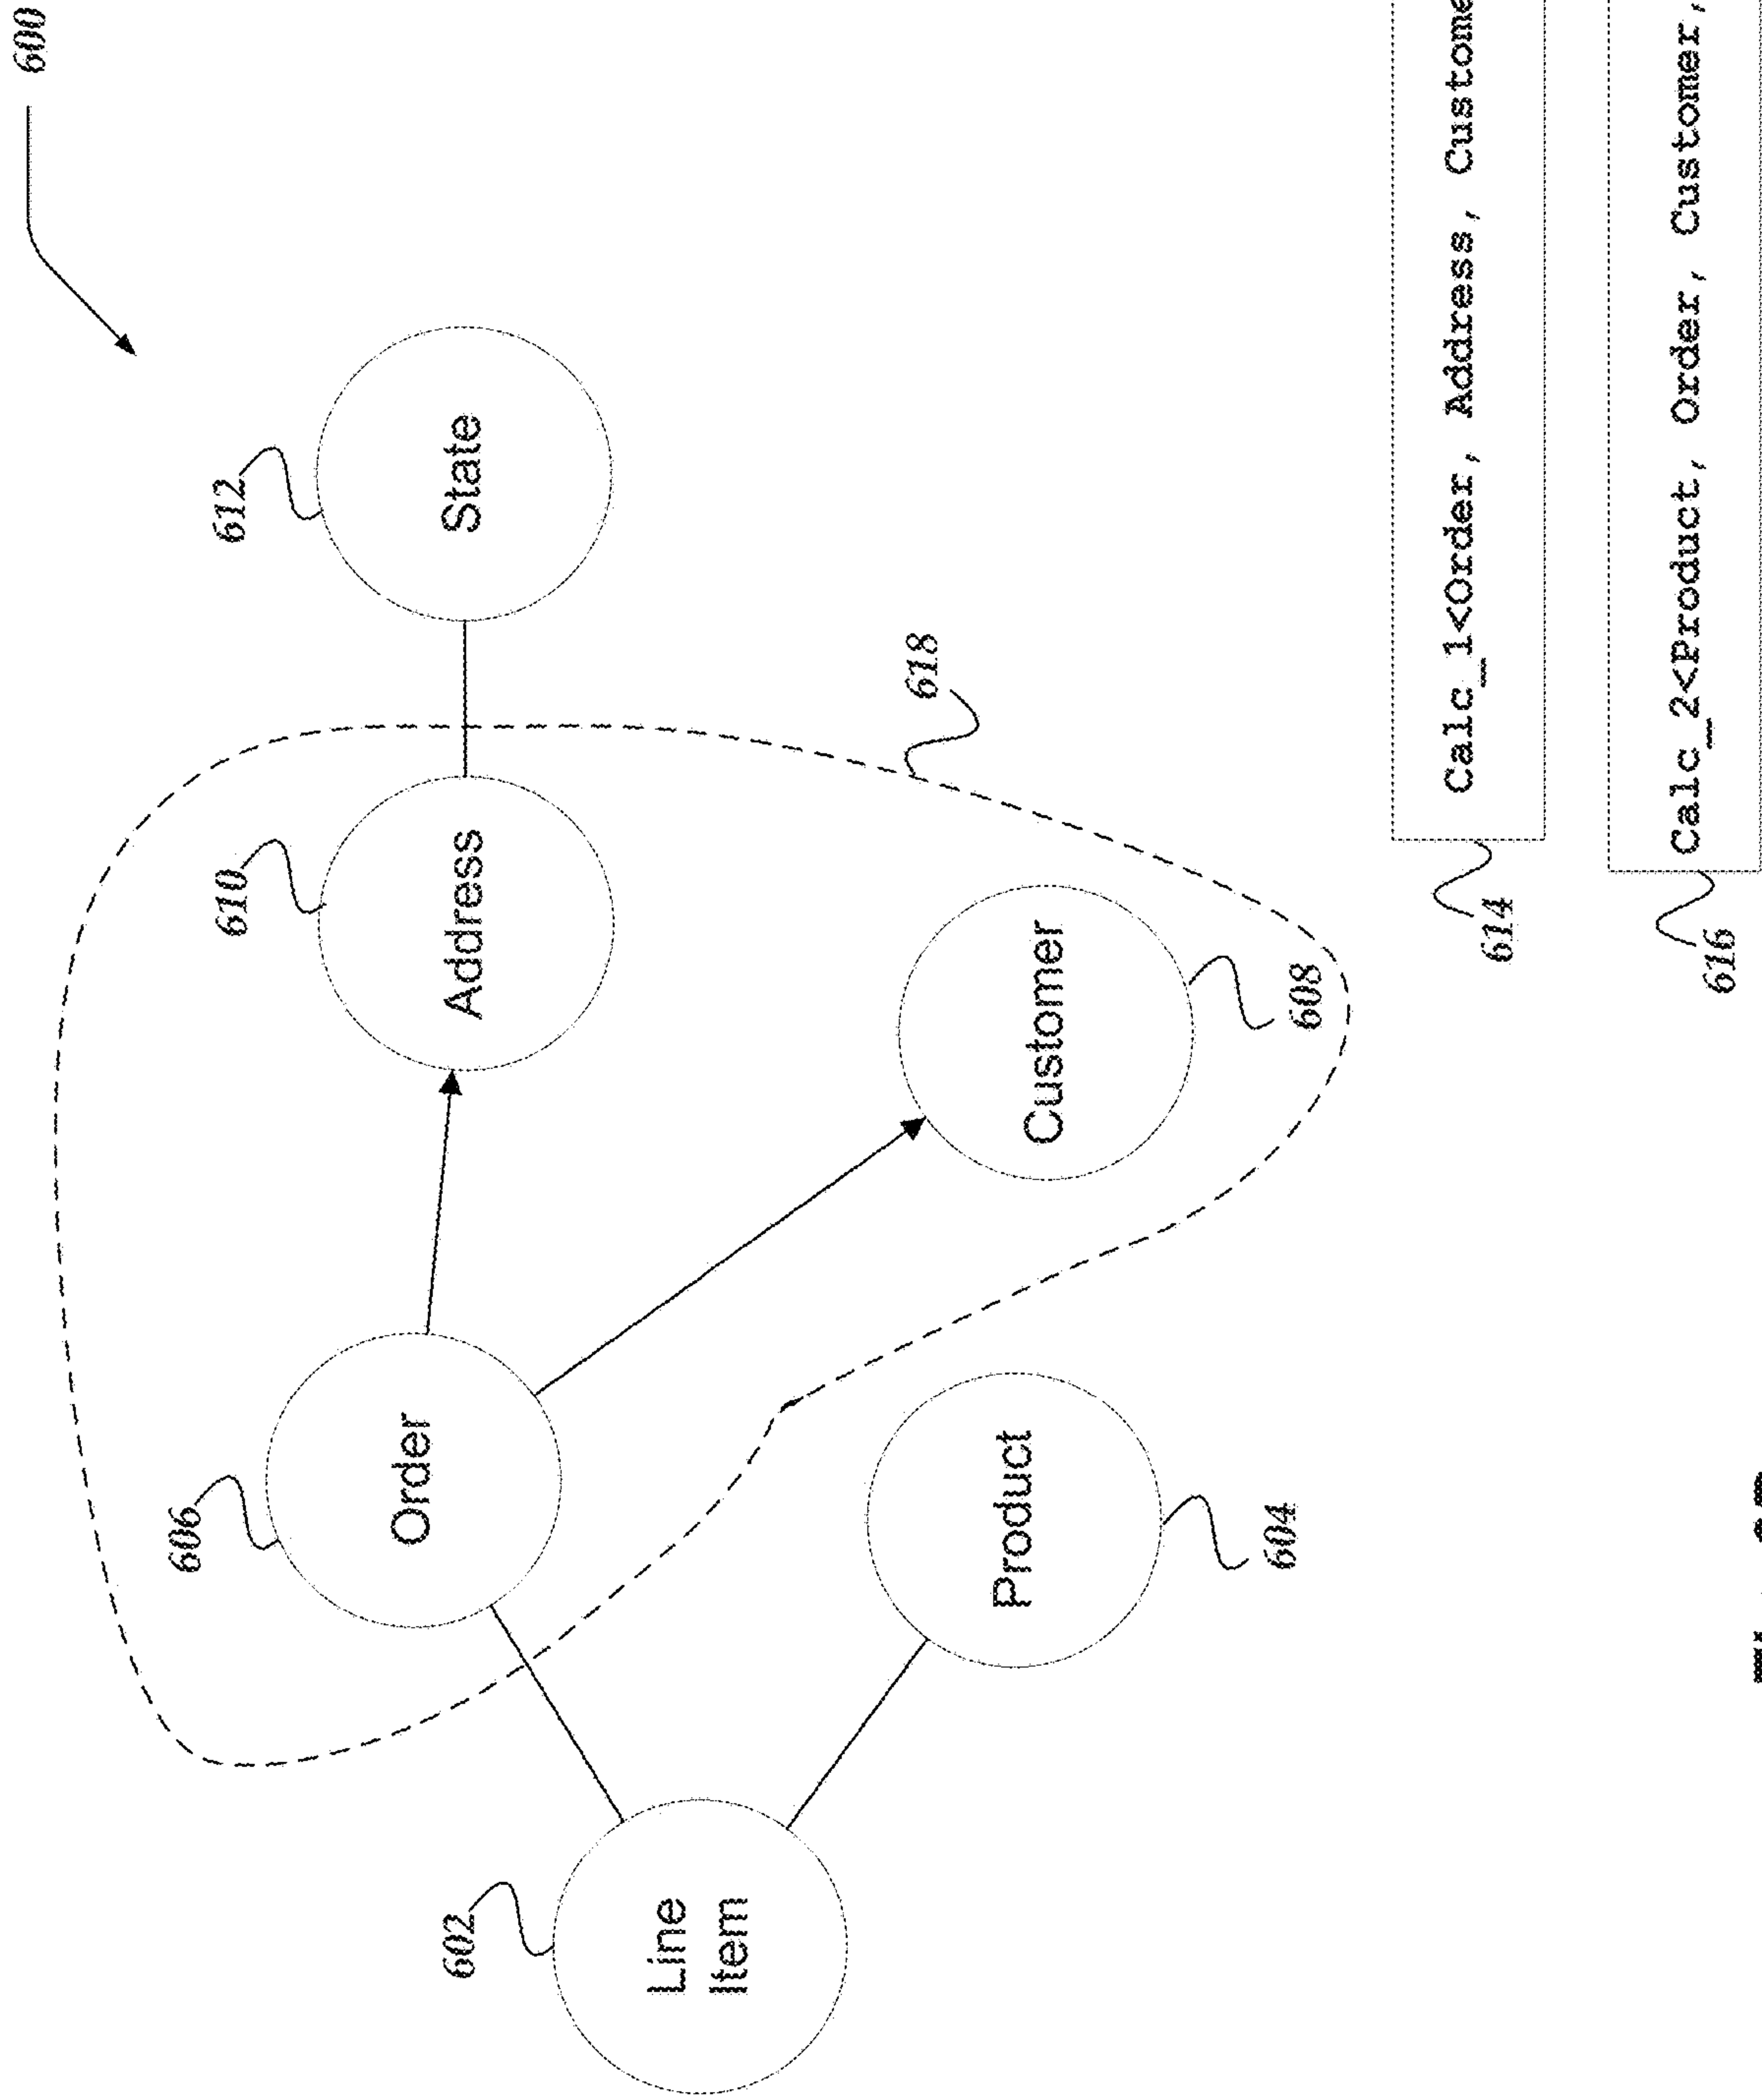 600
612
State
610
Address
618
606
Order
Customer
608
602
Line
Item
Product
604
614
Calc_1<Order, Address, Custome
616
Calc_2<Product, Order, Customer,